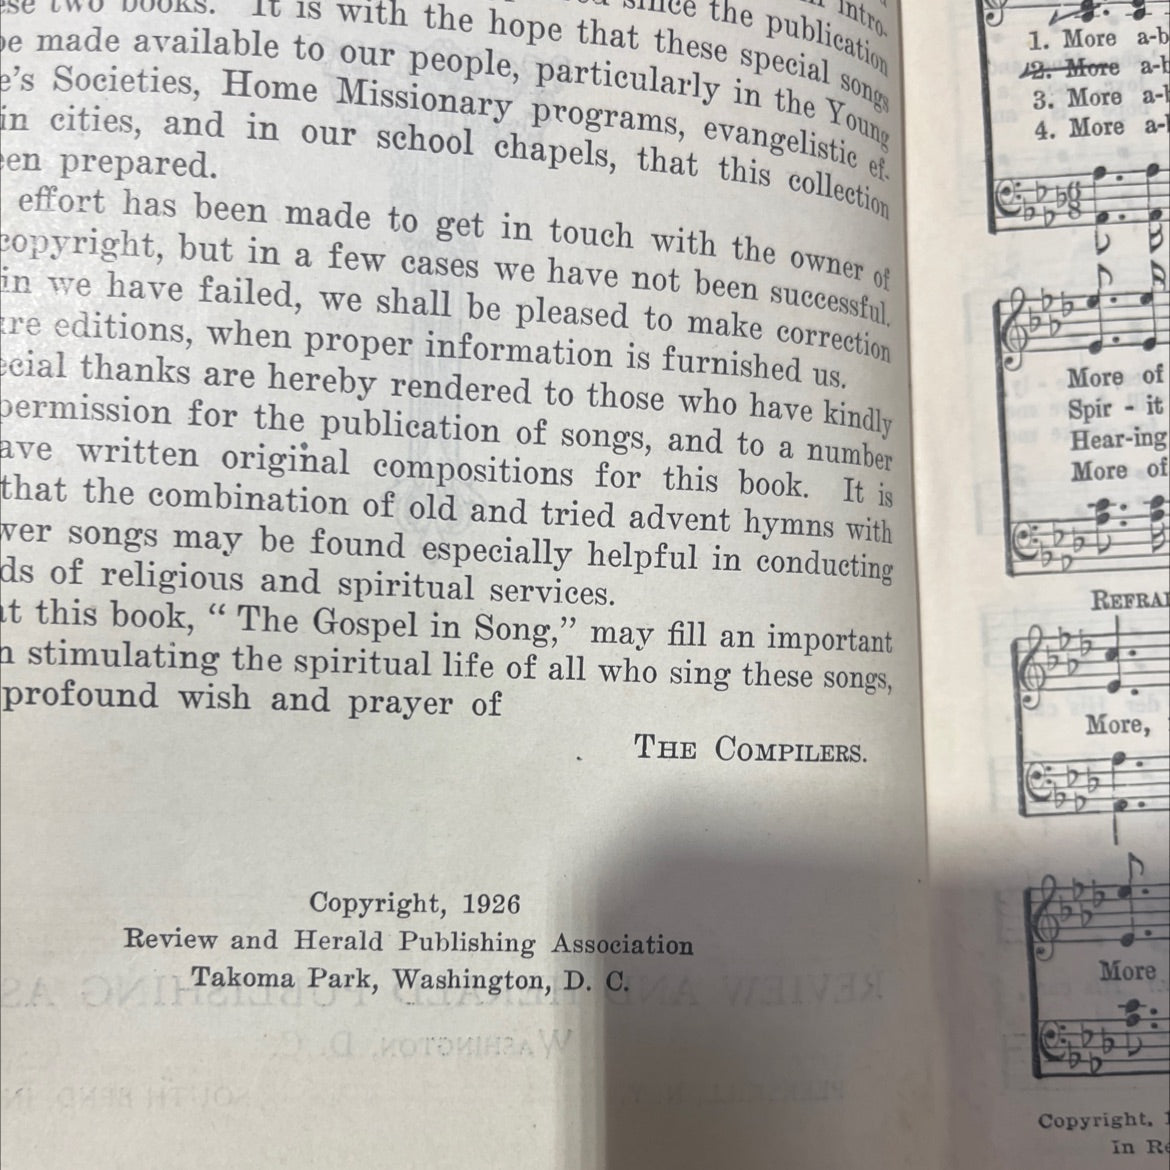 two books. It is with the hope that these special songs
made available to our people, particularly in the Young
e's Societies, Home Missionary programs, evangelistic ef-
in cities, and in our school chapels, that this collection
een prepared.
effort has been made to get in touch with the owner of
copyright, but in a few cases we have not been successful.
in we have failed, we shall be pleased to make correction
ure editions, when proper information is furnished us.
ecial thanks are hereby rendered to those who have kindly
permission for the publication of songs, and to a number
ave written original compositions for this book. It is
that the combination of old and tried advent hymns with
wer songs may be found especially helpful in conducting
ds of religious and spiritual services.
at this book, “The Gospel in Song,” may fill an important
n stimulating the spiritual life of all who sing these songs,
profound wish and prayer of
THE COMPILERS.
Copyright, 1926
Review and Herald Publishing Association
Takoma Park, Washington, D. C.
1. More a-b
2. More a-b
3. More a-b
4. More a-b
More of
Spir - it
Hear-ing
More of
REFRAI
More,
More
Copyright, 1
In Re